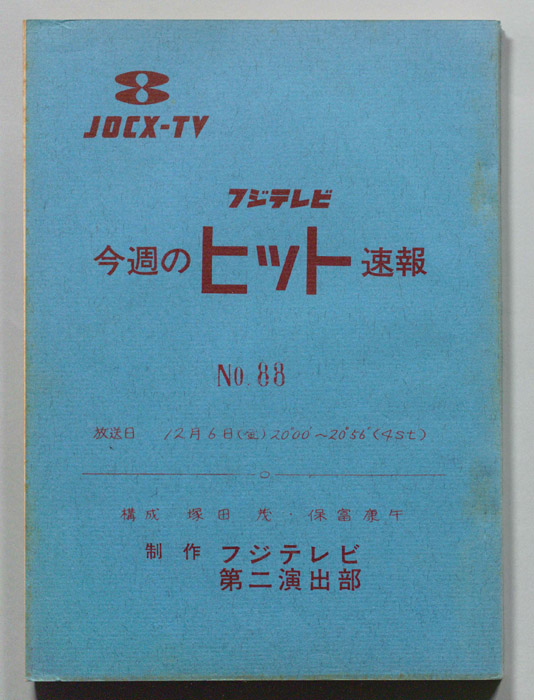 JOCX-TV
フジテレビ
今週のヒット速報
No. 88
放送日 12月6日(金)20°00'～20°56'(4st)
構成 塚田 茂・保富康午
制作 フジテレビ
第二演出部